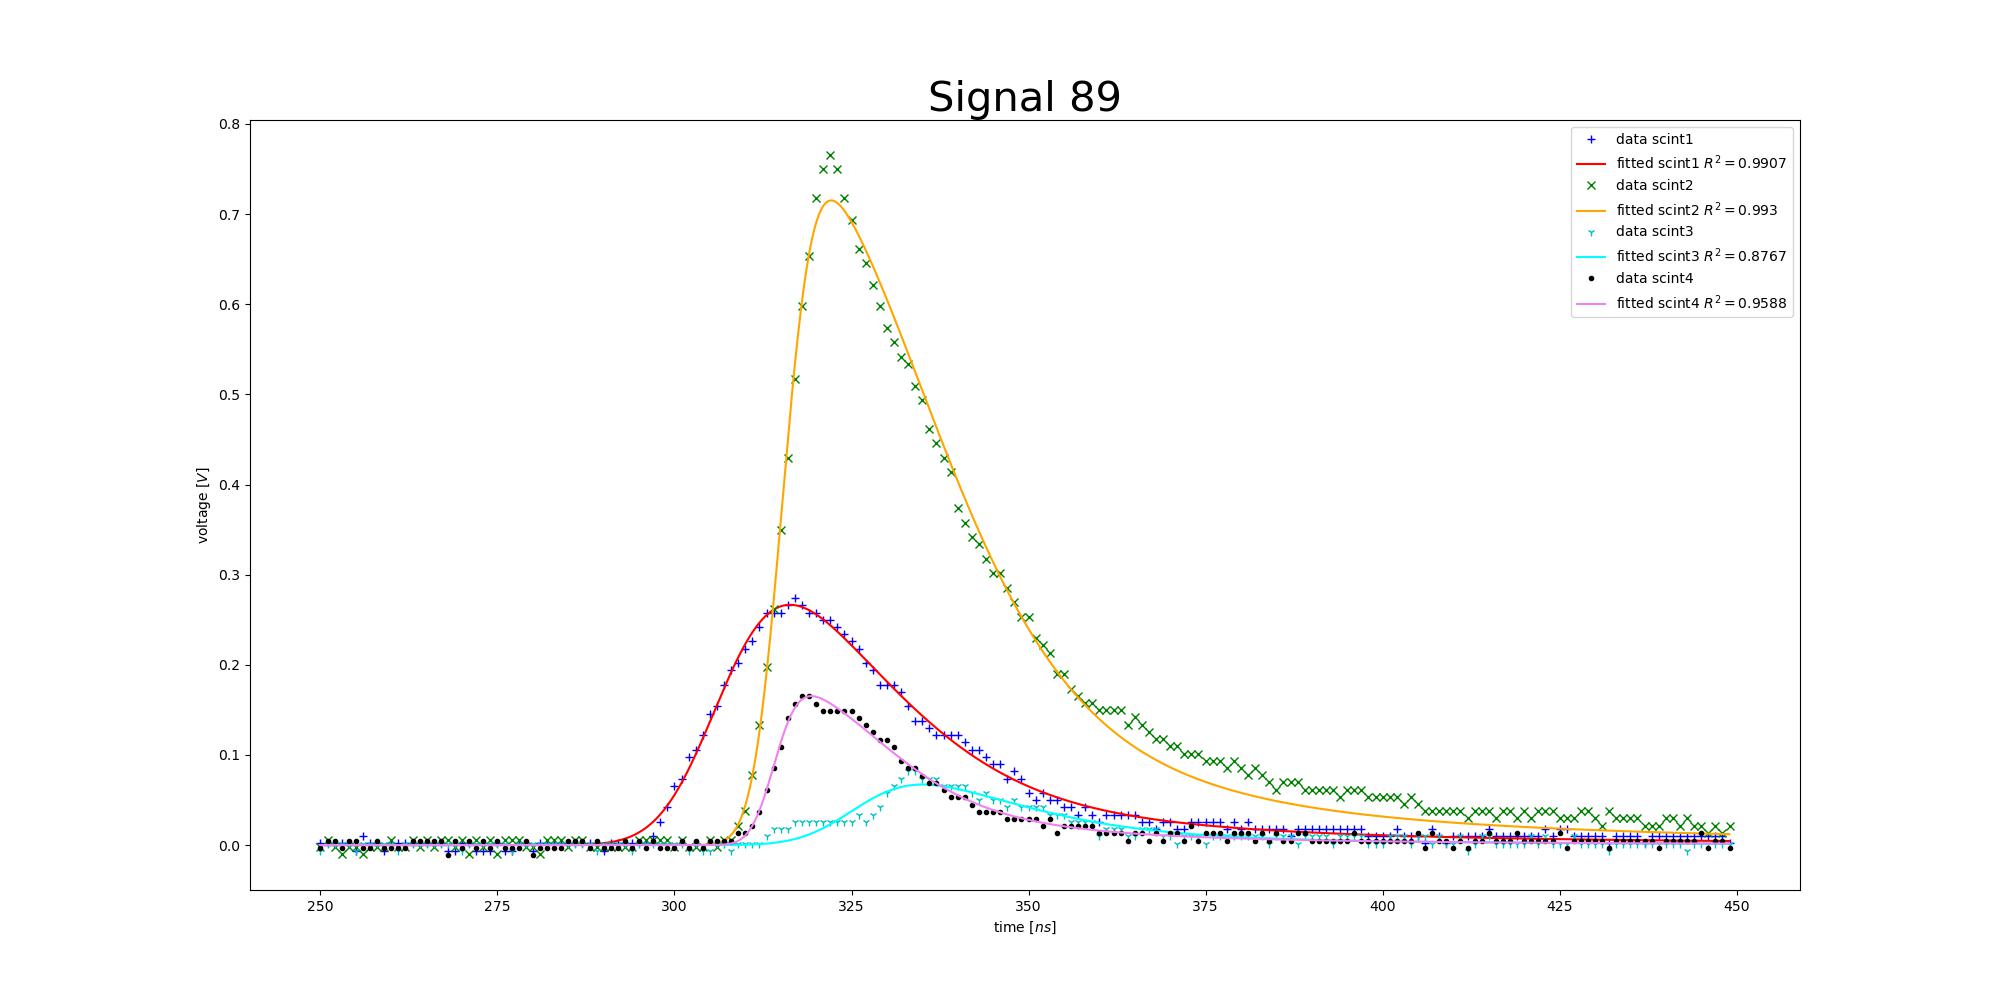 Signal 89
data scint1
fitted scint1 R² = 0.9907
data scint2
fitted scint2 R² = 0.993
data scint3
fitted scint3 R² = 0.8767
data scint4
fitted scint4 R² = 0.9588
0.8
0.7
0.6
0.5
0.4
0.3
0.2
0.1
0.0
voltage [V]
250 275 300 325 350 375 400 425 450
time [ns]